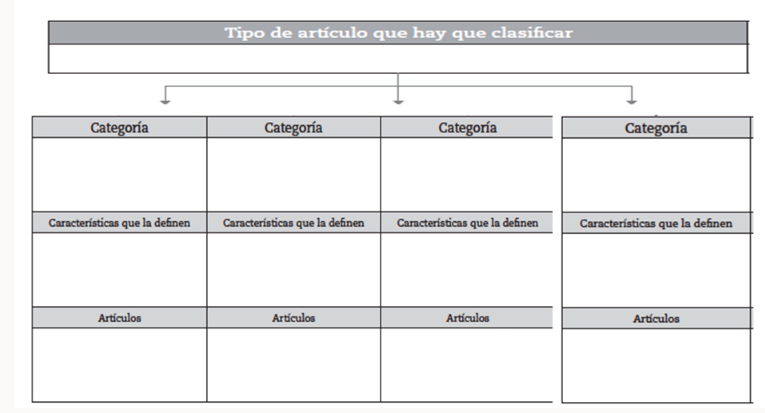 Tipo de artículo que hay que clasificar
Categoría Categoría Categoría Categoría
Características que la definen Características que la definen Características que la definen Características que la definen
Artículos Artículos Artículos Artículos